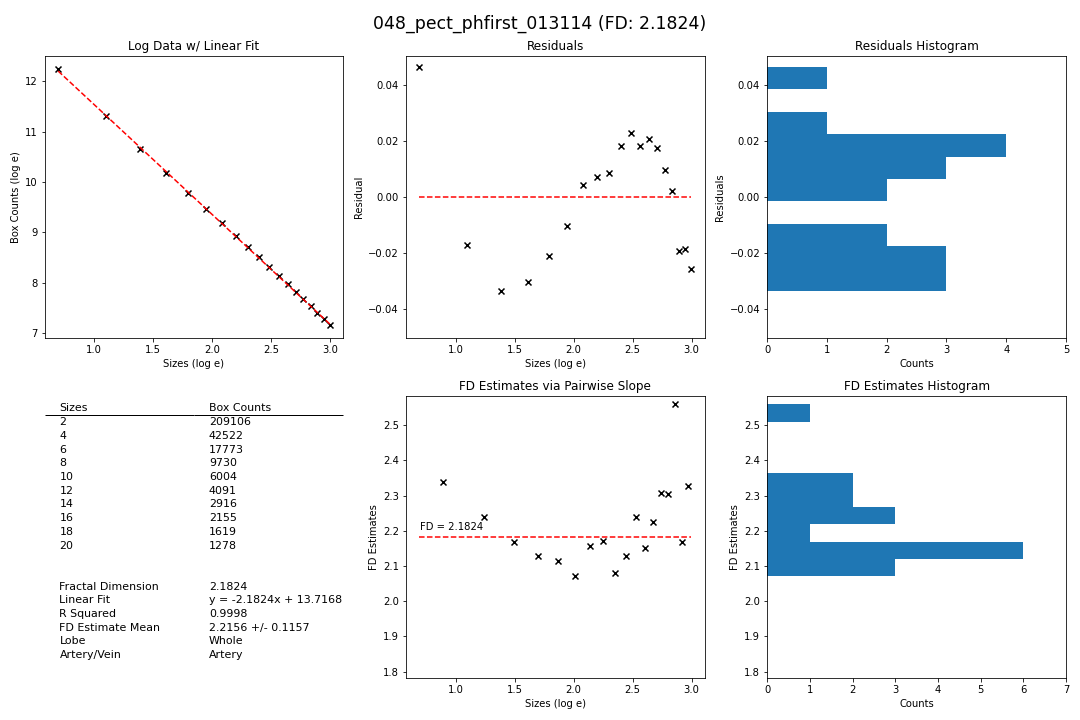 048_pect_phfirst_013114 (FD: 2.1824)
Log Data w/ Linear Fit
12
11
10
9
8
7
Box Counts (log e)
1.0 1.5 2.0 2.5 3.0
Sizes (log e)
Residuals
0.04
0.02
0.00
−0.02
−0.04
Residual
1.0 1.5 2.0 2.5 3.0
Sizes (log e)
Residuals Histogram
0.04
0.02
0.00
−0.02
−0.04
Residuals
0 1 2 3 4 5
Counts
Sizes Box Counts
2 209106
4 42522
6 17773
8 9730
10 6004
12 4091
14 2916
16 2155
18 1619
20 1278
Fractal Dimension 2.1824
Linear Fit y = -2.1824x + 13.7168
R Squared 0.9998
FD Estimate Mean 2.2156 +/- 0.1157
Lobe Whole
Artery/Vein Artery
FD Estimates via Pairwise Slope
2.5
2.4
2.3
2.2
2.1
2.0
1.9
1.8
FD Estimates
FD = 2.1824
1.0 1.5 2.0 2.5 3.0
Sizes (log e)
FD Estimates Histogram
2.5
2.4
2.3
2.2
2.1
2.0
1.9
1.8
FD Estimates
0 1 2 3 4 5 6 7
Counts